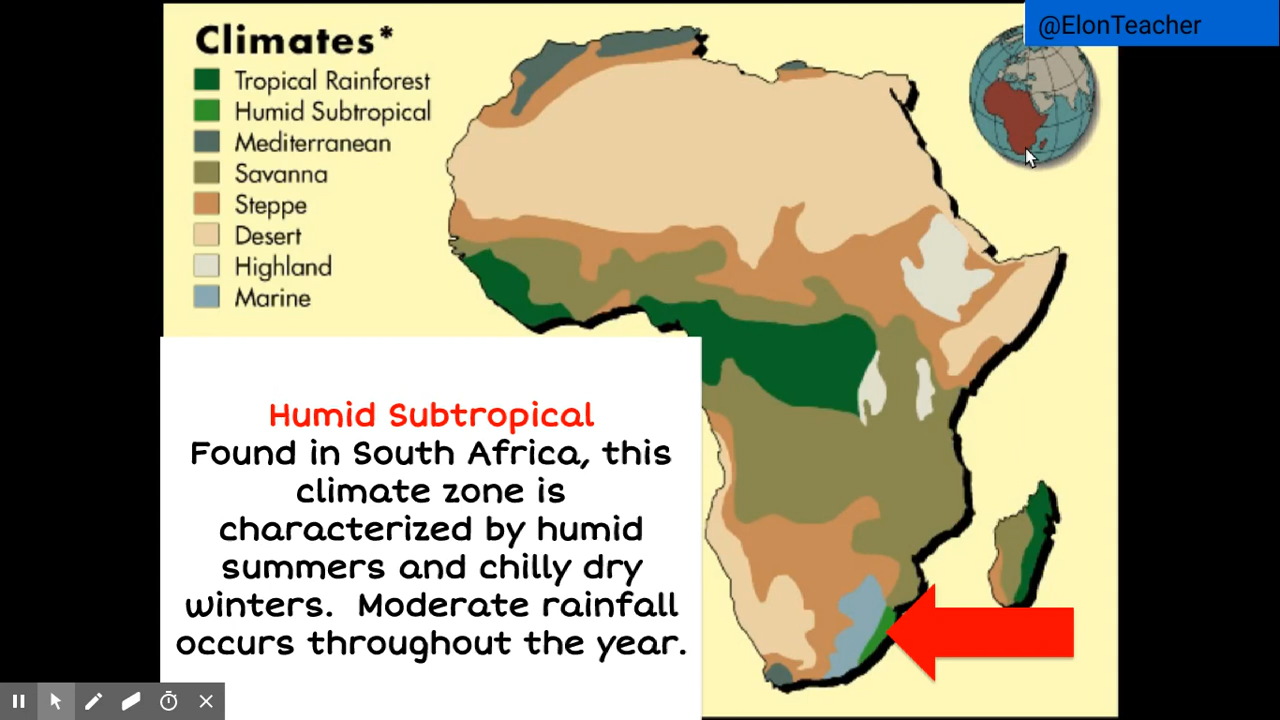 @ElonTeacher
Climates*
Tropical Rainforest
Humid Subtropical
Mediterranean
Savanna
Steppe
Desert
Highland
Marine
Humid Subtropical
Found in South Africa, this
climate zone is
characterized by humid
summers and chilly dry
winters. Moderate rainfall
occurs throughout the year.